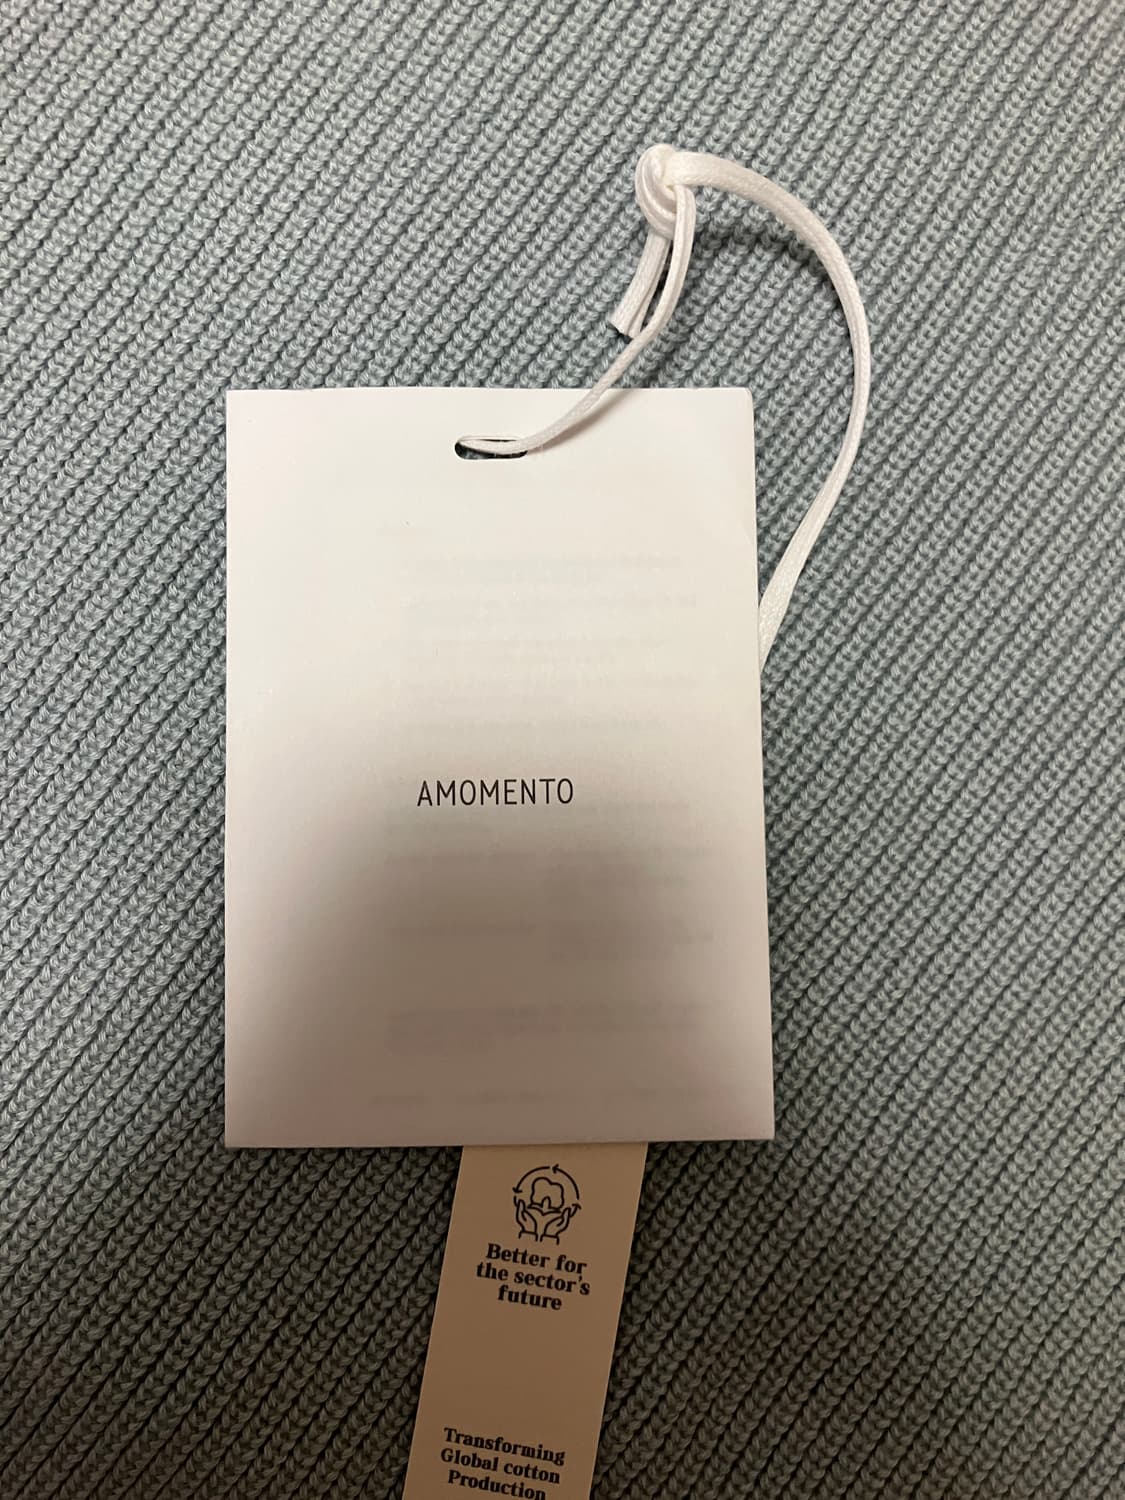 AMOMENTO
Better for
the sector's
future
Transforming
Global cotton
Production